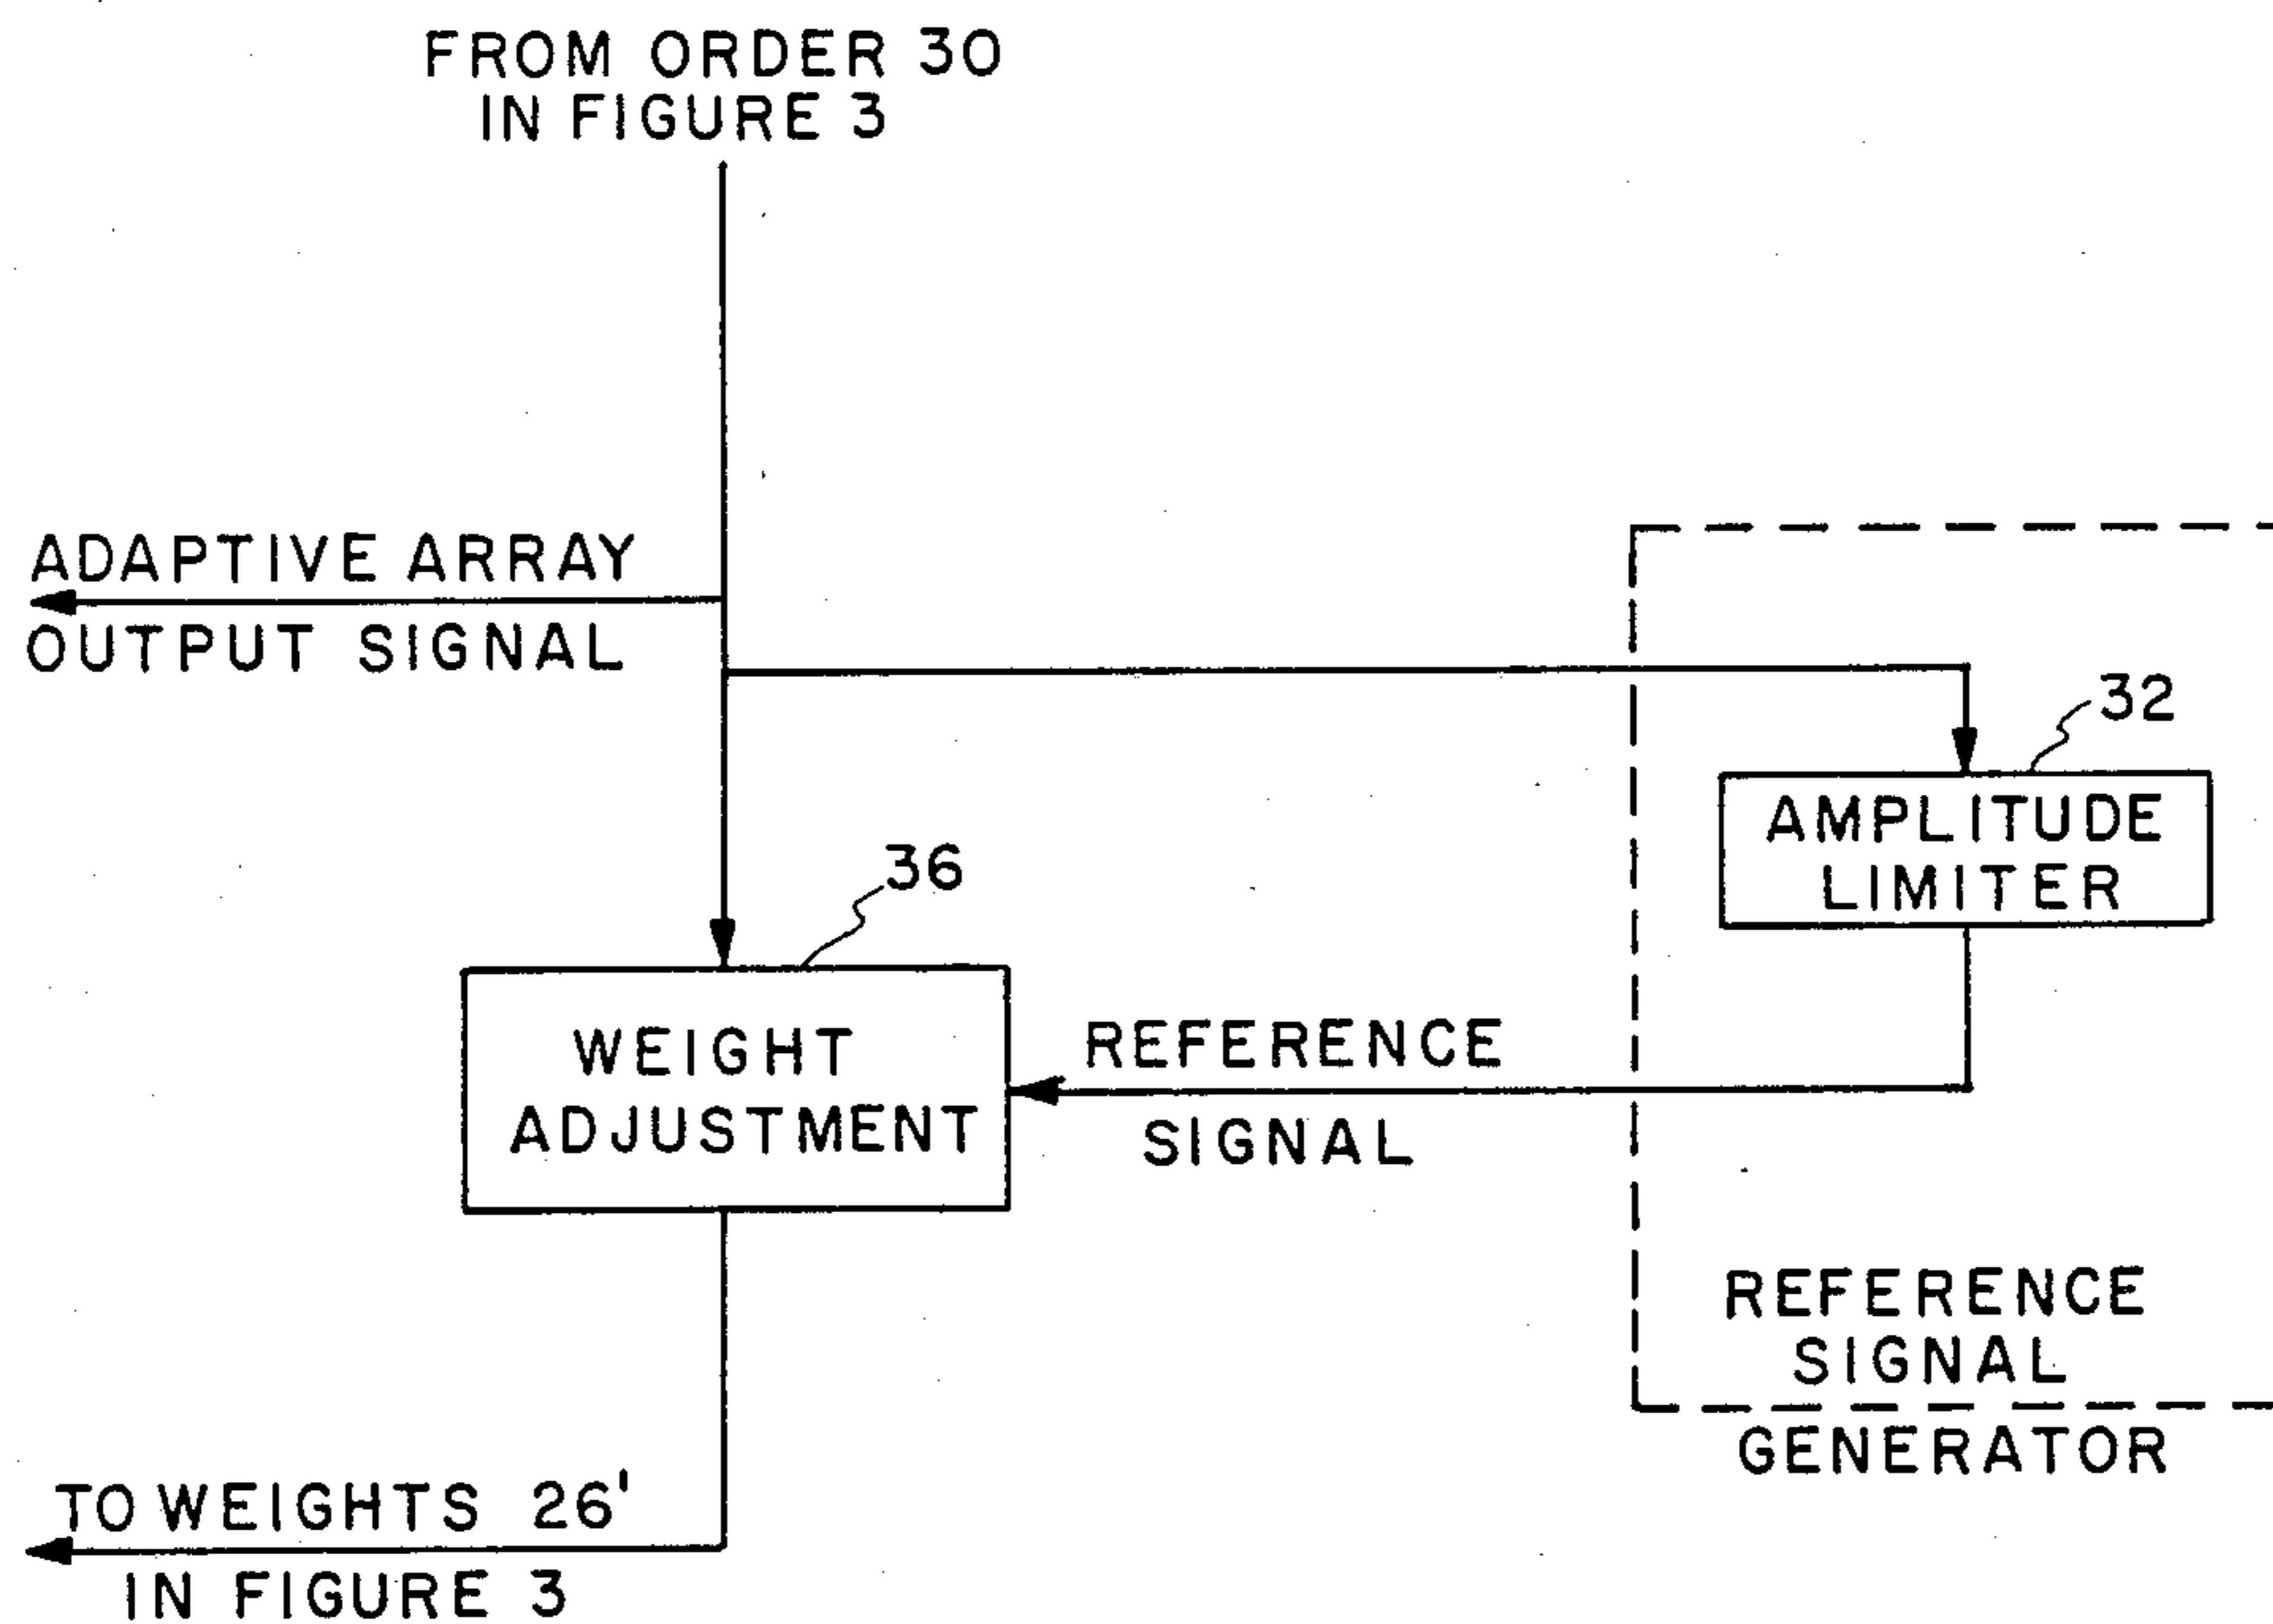 FROM ORDER 30
IN FIGURE 3
ADAPTIVE ARRAY
OUTPUT SIGNAL
32
AMPLITUDE
LIMITER
36
WEIGHT
ADJUSTMENT
REFERENCE
SIGNAL
REFERENCE
SIGNAL
GENERATOR
TO WEIGHTS 26'
IN FIGURE 3